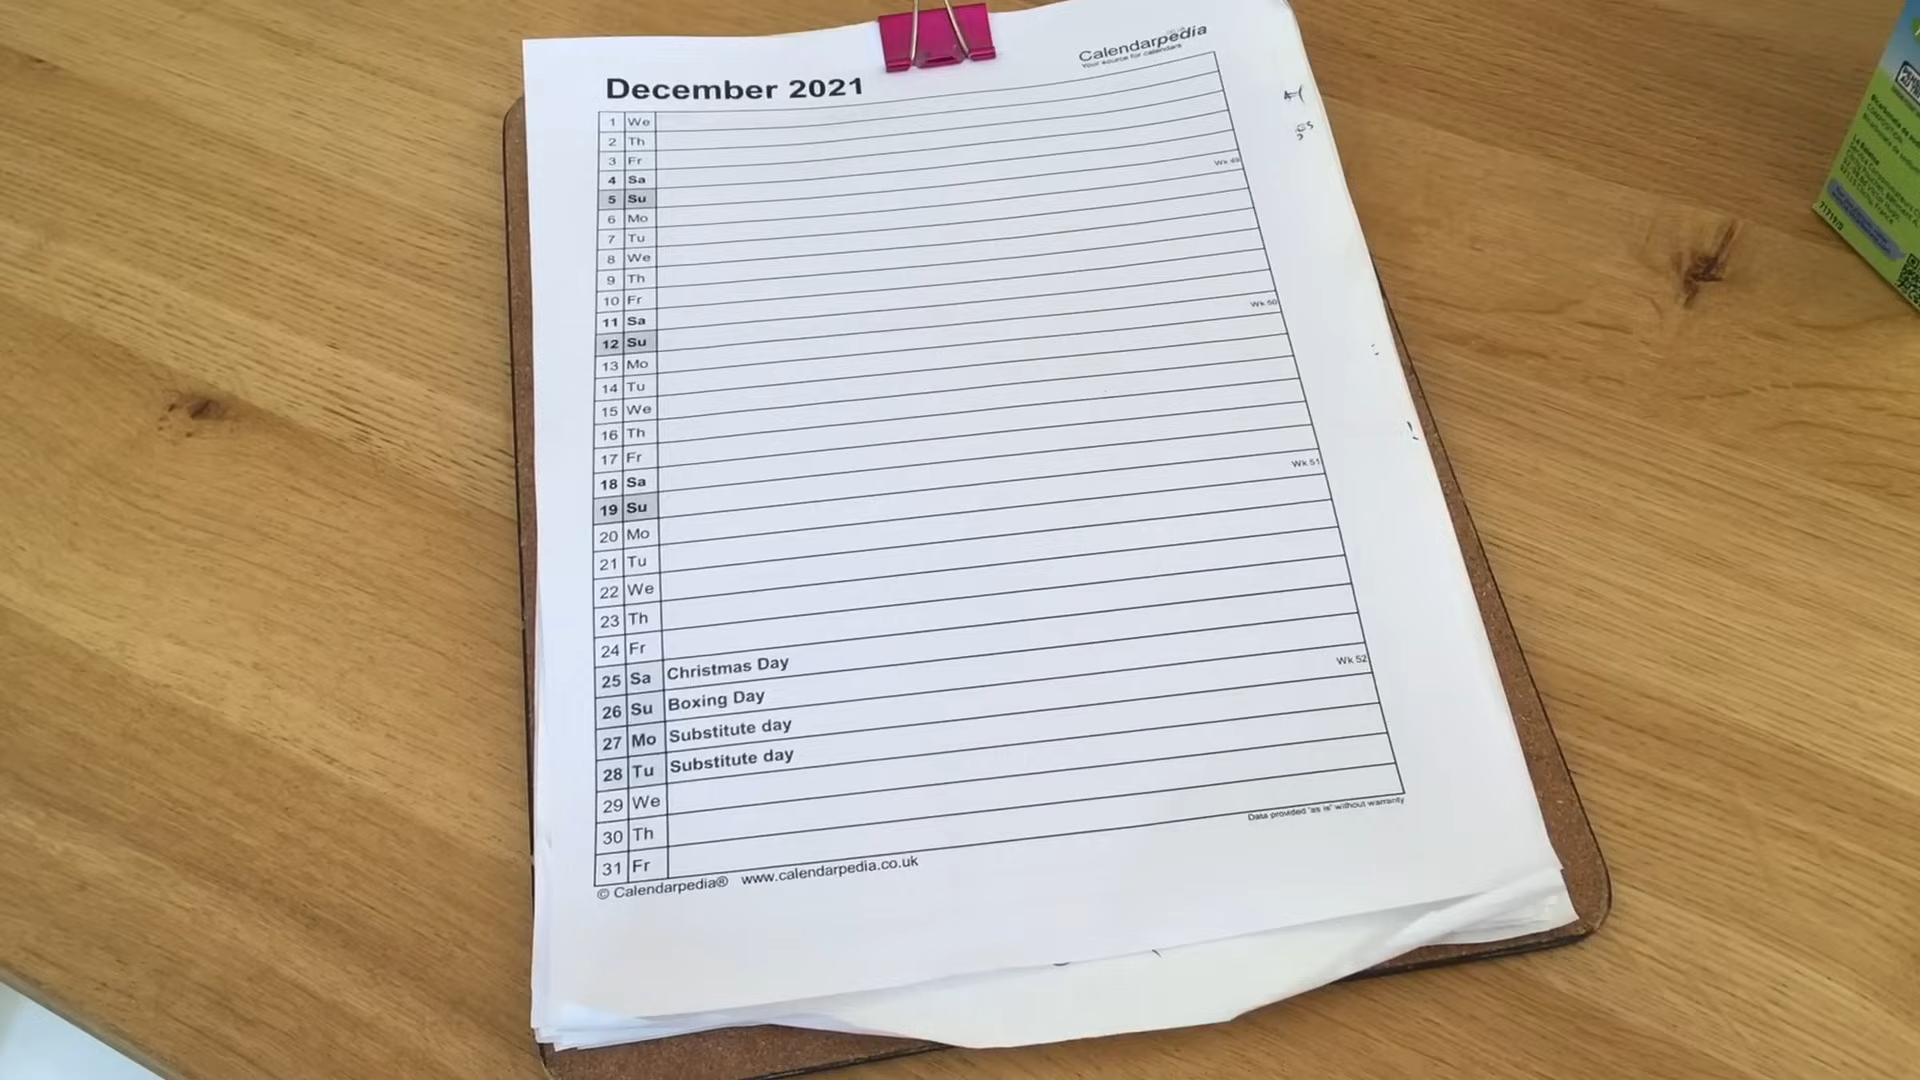 Calendarpedia
Your source for calendars
December 2021
1 We
2 Th
3 Fr
4 Sa
5 Su Wk 49
6 Mo
7 Tu
8 We
9 Th
10 Fr
11 Sa
12 Su Wk 50
13 Mo
14 Tu
15 We
16 Th
17 Fr
18 Sa
19 Su Wk 51
20 Mo
21 Tu
22 We
23 Th
24 Fr
25 Sa Christmas Day
26 Su Boxing Day Wk 52
27 Mo Substitute day
28 Tu Substitute day
29 We
30 Th
31 Fr
© Calendarpedia® www.calendarpedia.co.uk
Data provided 'as is' without warranty